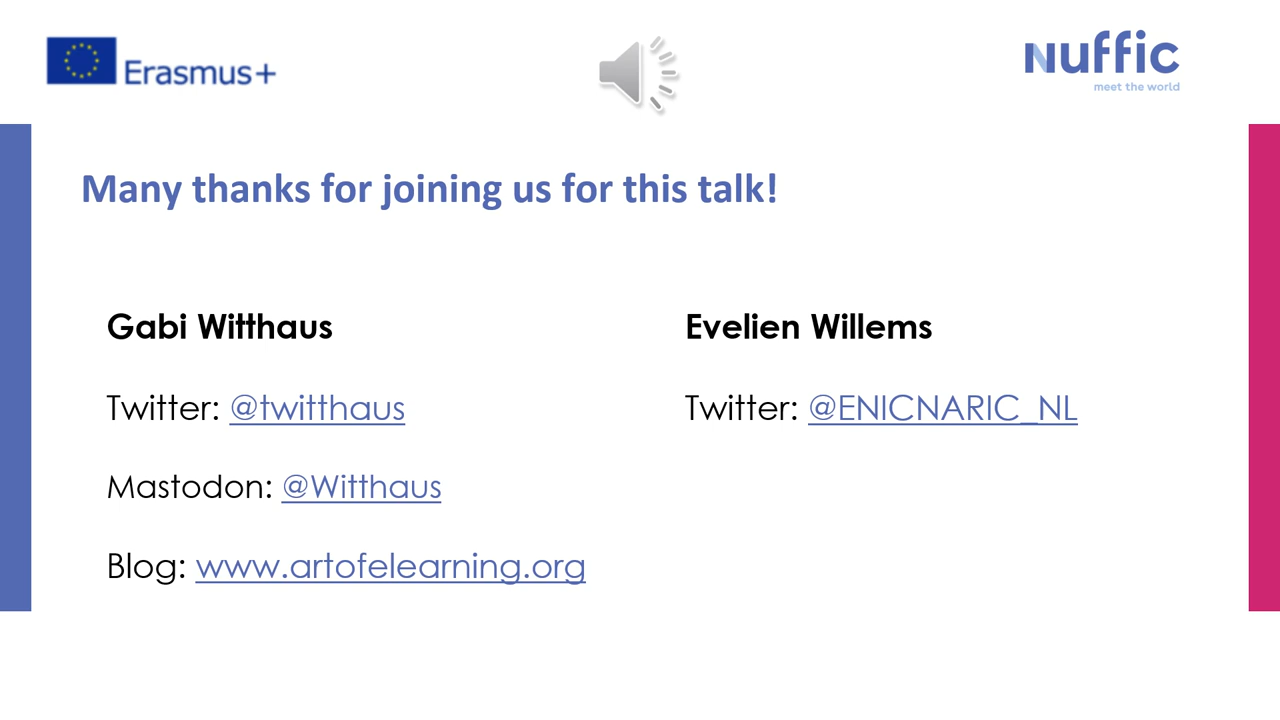 Erasmus+
Nuffic
meet the world
Many thanks for joining us for this talk!
Gabi Witthaus
Twitter: @twitthaus
Mastodon: @Witthaus
Blog: www.artofelearning.org
Evelien Willems
Twitter: @ENICNARIC_NL